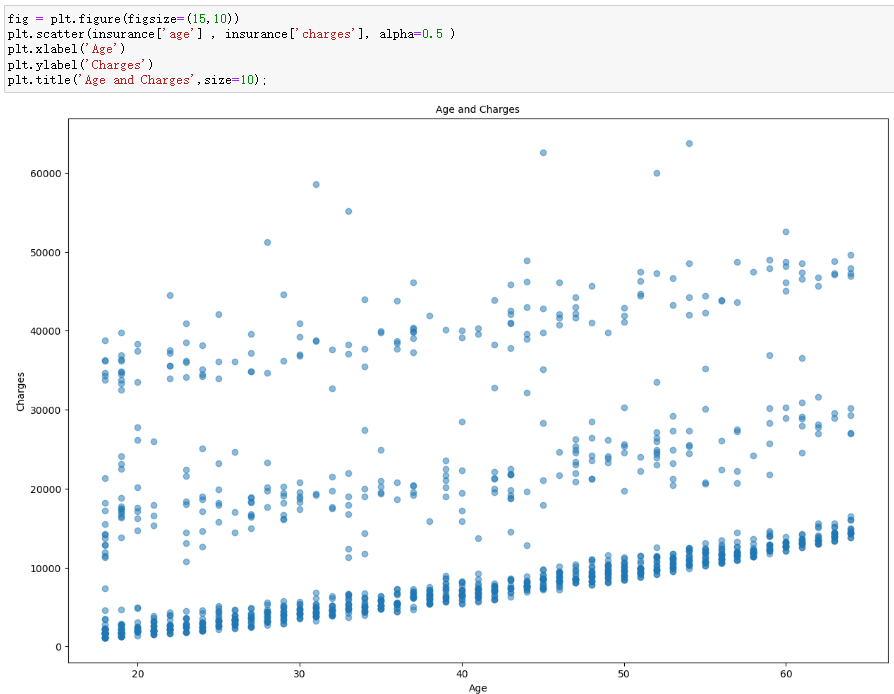 fig = plt.figure(figsize=(15,10))
plt.scatter(insurance['age'] , insurance['charges'], alpha=0.5 )
plt.xlabel('Age')
plt.ylabel('Charges')
plt.title('Age and Charges',size=10);
Age and Charges
60000
50000
40000
30000
20000
10000
0
Charges
20 30 40 50 60
Age